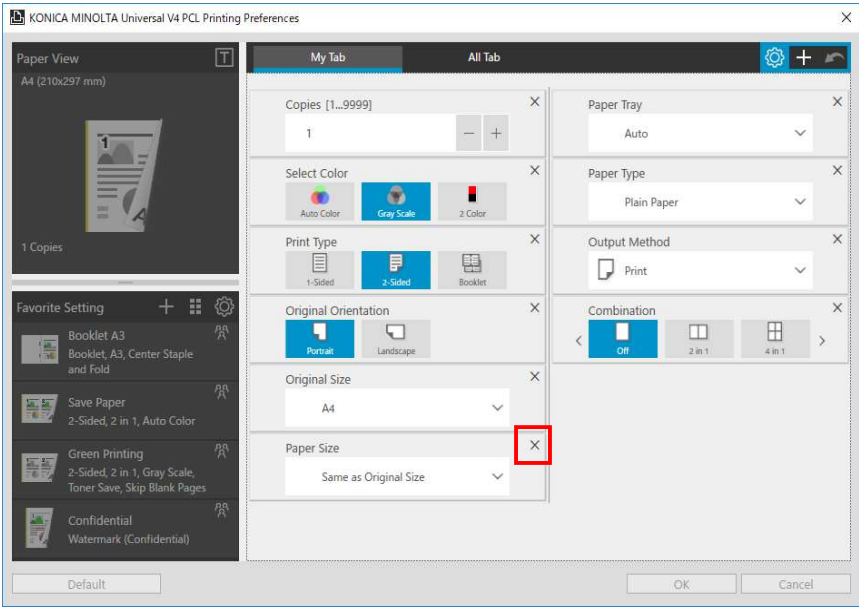 KONICA MINOLTA Universal V4 PCL Printing Preferences
Paper View
T
A4 (210x297 mm)
1
1 Copies
Favorite Setting
Booklet A3
Booklet, A3, Center Staple
and Fold
Save Paper
2-Sided, 2 in 1, Auto Color
Green Printing
2-Sided, 2 in 1, Gray Scale,
Toner Save, Skip Blank Pages
Confidential
Watermark (Confidential)
My Tab
All Tab
Copies [1...9999]
1
Select Color
Auto Color
Gray Scale
2 Color
Print Type
1-Sided
2-Sided
Booklet
Original Orientation
Portrait
Landscape
Original Size
A4
Paper Size
Same as Original Size
Paper Tray
Auto
Paper Type
Plain Paper
Output Method
Print
Combination
Off
2 in 1
4 in 1
Default
OK
Cancel